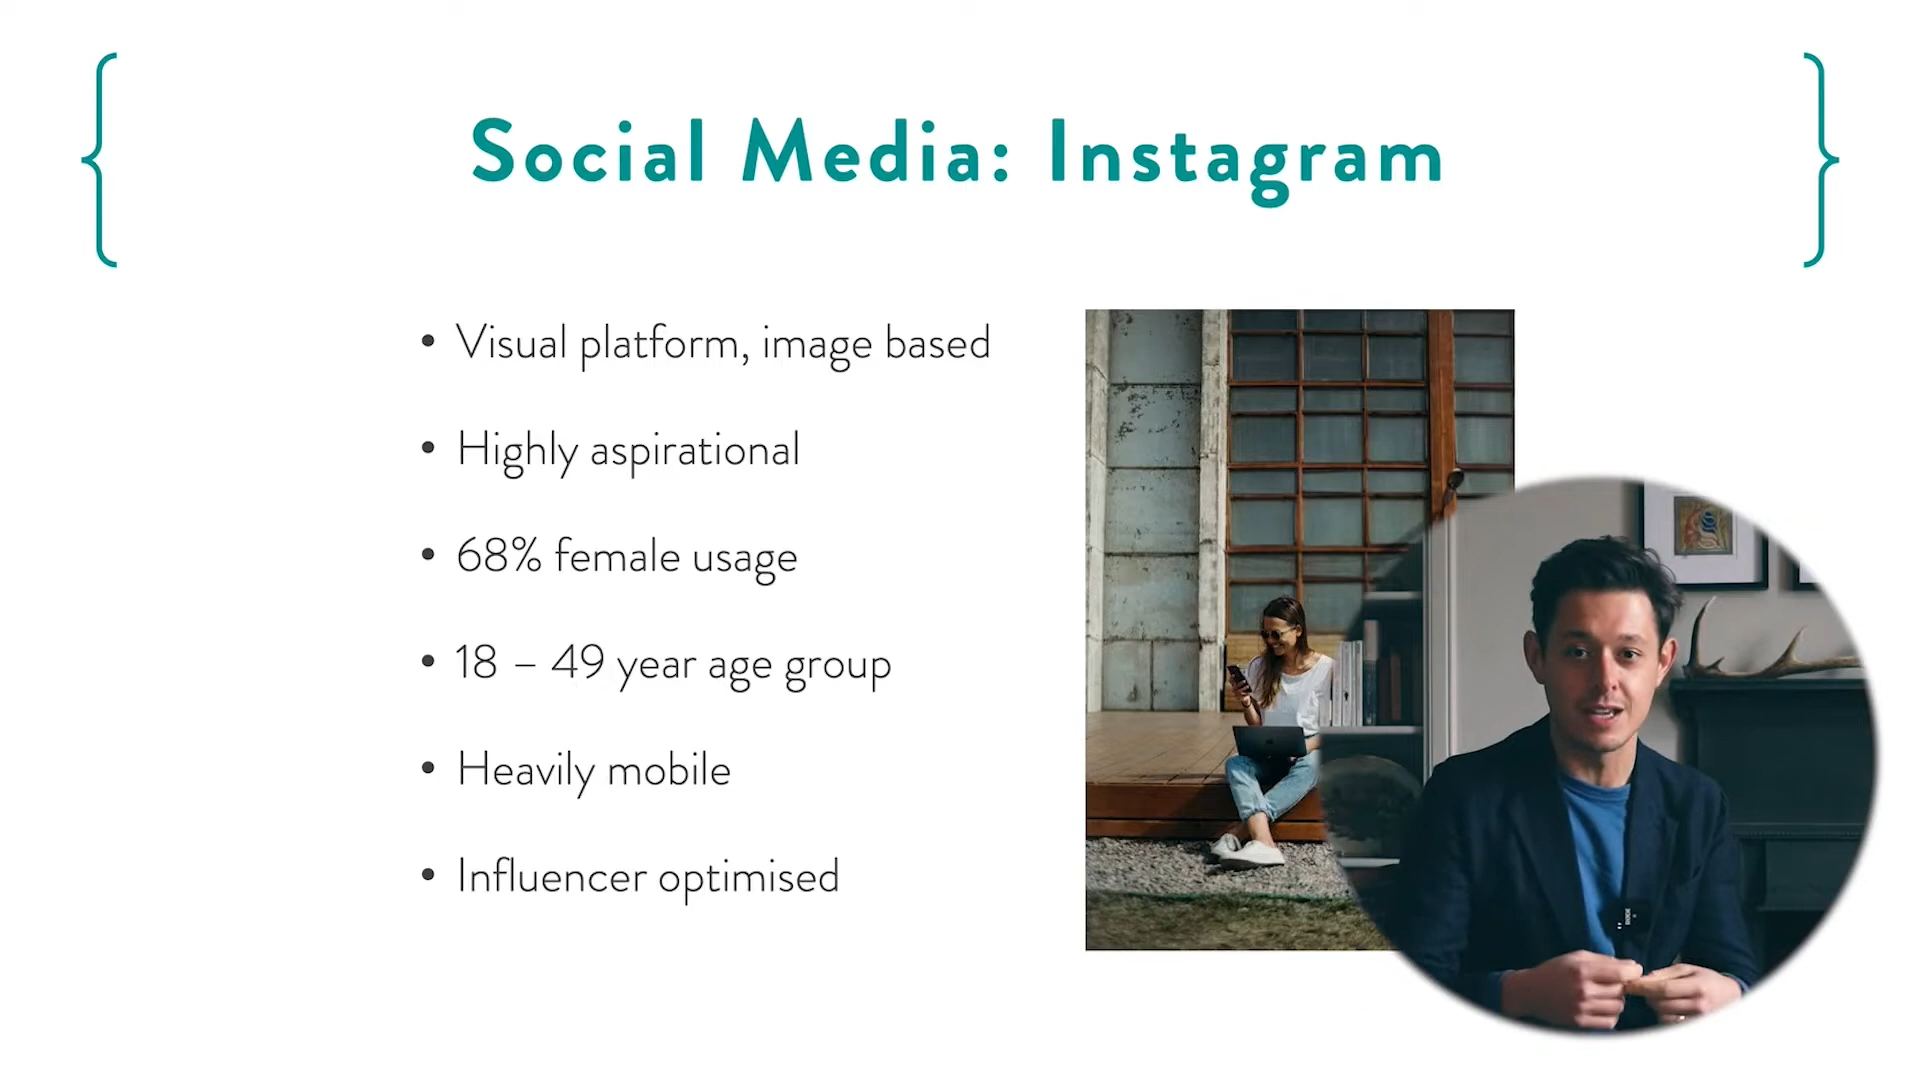 Social Media: Instagram
• Visual platform, image based
• Highly aspirational
• 68% female usage
• 18 – 49 year age group
• Heavily mobile
• Influencer optimised